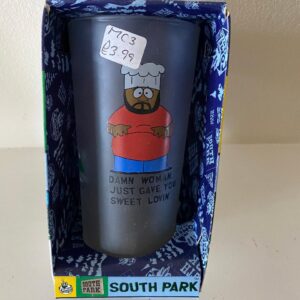 MC3
£3.99
DAMN WOMAN
JUST GAVE YOU
SWEET LOVIN'
SOUTH
PARK
SOUTH PARK